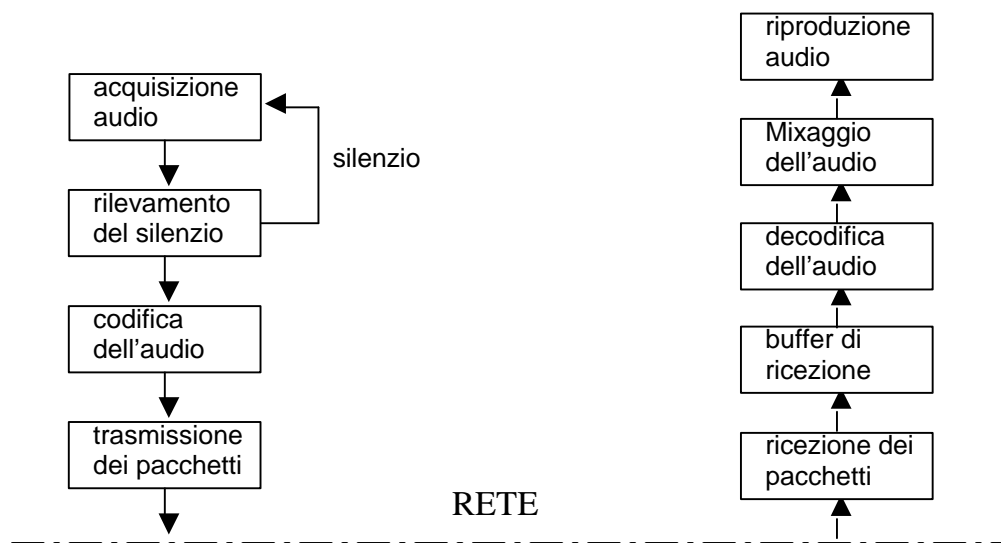 acquisizione
audio
silenzio
rilevamento
del silenzio
codifica
dell'audio
trasmissione
dei pacchetti
RETE
riproduzione
audio
Mixaggio
dell'audio
decodifica
dell'audio
buffer di
ricezione
ricezione dei
pacchetti